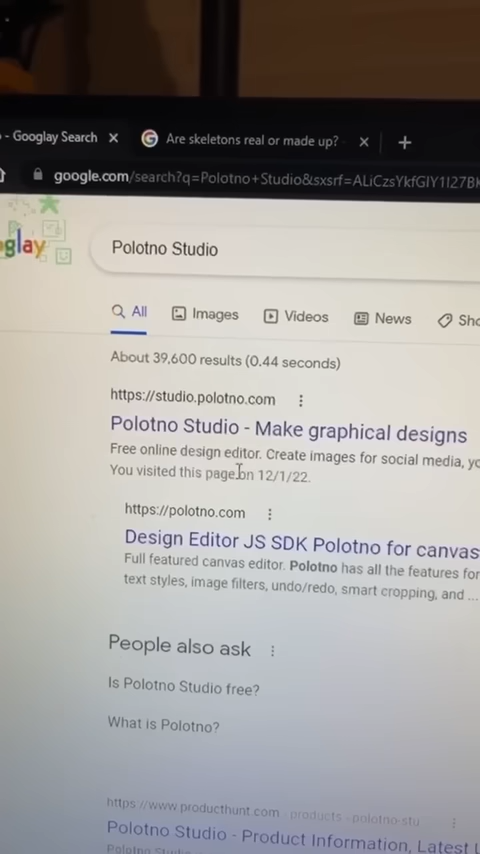 - Googlay Search
Are skeletons real or made up?
google.com/search?q=Polotno+Studio&sxsrf=ALiCzsYkfGIY1I27B
glay
Polotno Studio
All Images Videos News
About 39,600 results (0.44 seconds)
https://studio.polotno.com
Polotno Studio - Make graphical designs
Free online design editor. Create images for social media,
You visited this page on 12/1/22.
https://polotno.com
Design Editor JS SDK Polotno for canvas
Full featured canvas editor. Polotno has all the features for
text styles, image filters, undo/redo, smart cropping, and ...
People also ask
Is Polotno Studio free?
What is Polotno?
https://www.producthunt.com › products › polotno-stu
Polotno Studio - Product Information, Latest
Polotno